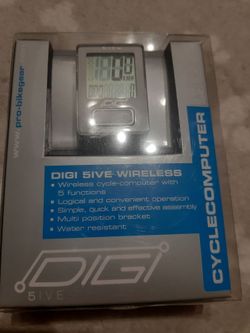 www.pro-bikegear
DIGI 5IVE WIRELESS
• Wireless cycle-computer with
5 functions
• Logical and convenient operation
• Simple, quick and effective assembly
• Multi position bracket
• Water resistant
CYCLECOMPUTER
DIGI
5IVE